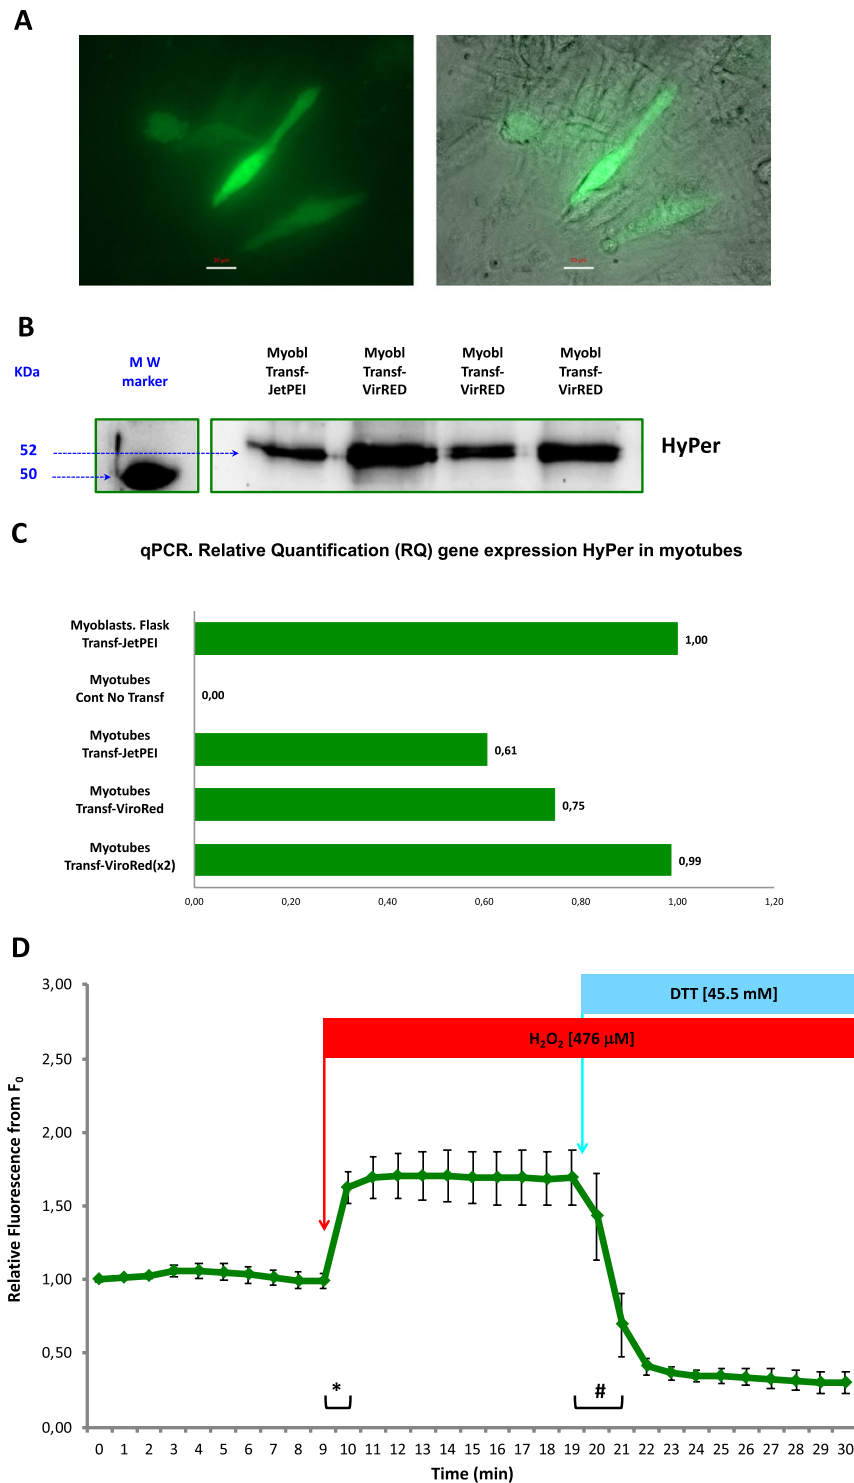 A
20 μm
20 μm
B
KDa
M W
marker
Myobl
Transf-
JetPEI
Myobl
Transf-
VirRED
Myobl
Transf-
VirRED
Myobl
Transf-
VirRED
52
50
HyPer
C
qPCR. Relative Quantification (RQ) gene expression HyPer in myotubes
Myoblasts. Flask
Transf-JetPEI
1,00
Myotubes
Cont No Transf
0,00
Myotubes
Transf-JetPEI
0,61
Myotubes
Transf-ViroRed
0,75
Myotubes
Transf-ViroRed(x2)
0,99
0,00 0,20 0,40 0,60 0,80 1,00 1,20
D
Relative Fluorescence from F₀
3,00
2,50
2,00
1,50
1,00
0,50
0,00
DTT [45.5 mM]
H₂O₂ [476 μM]
* #
0 1 2 3 4 5 6 7 8 9 10 11 12 13 14 15 16 17 18 19 20 21 22 23 24 25 26 27 28 29 30
Time (min)